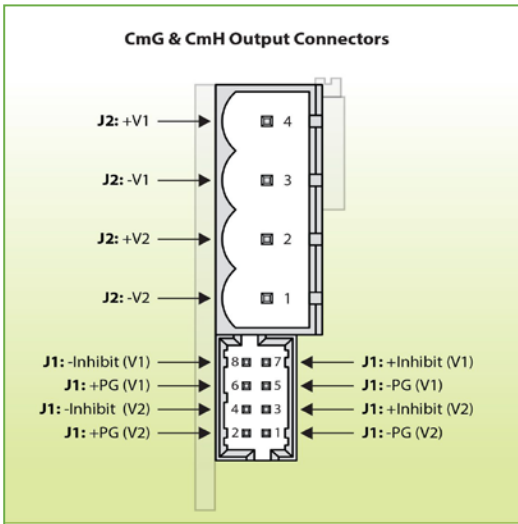 CmG & CmH Output Connectors
J2: +V1
4
J2: -V1
3
J2: +V2
2
J2: -V2
1
J1: -Inhibit (V1) 8 7 J1: +Inhibit (V1)
J1: +PG (V1) 6 5 J1: -PG (V1)
J1: -Inhibit (V2) 4 3 J1: +Inhibit (V2)
J1: +PG (V2) 2 1 J1: -PG (V2)